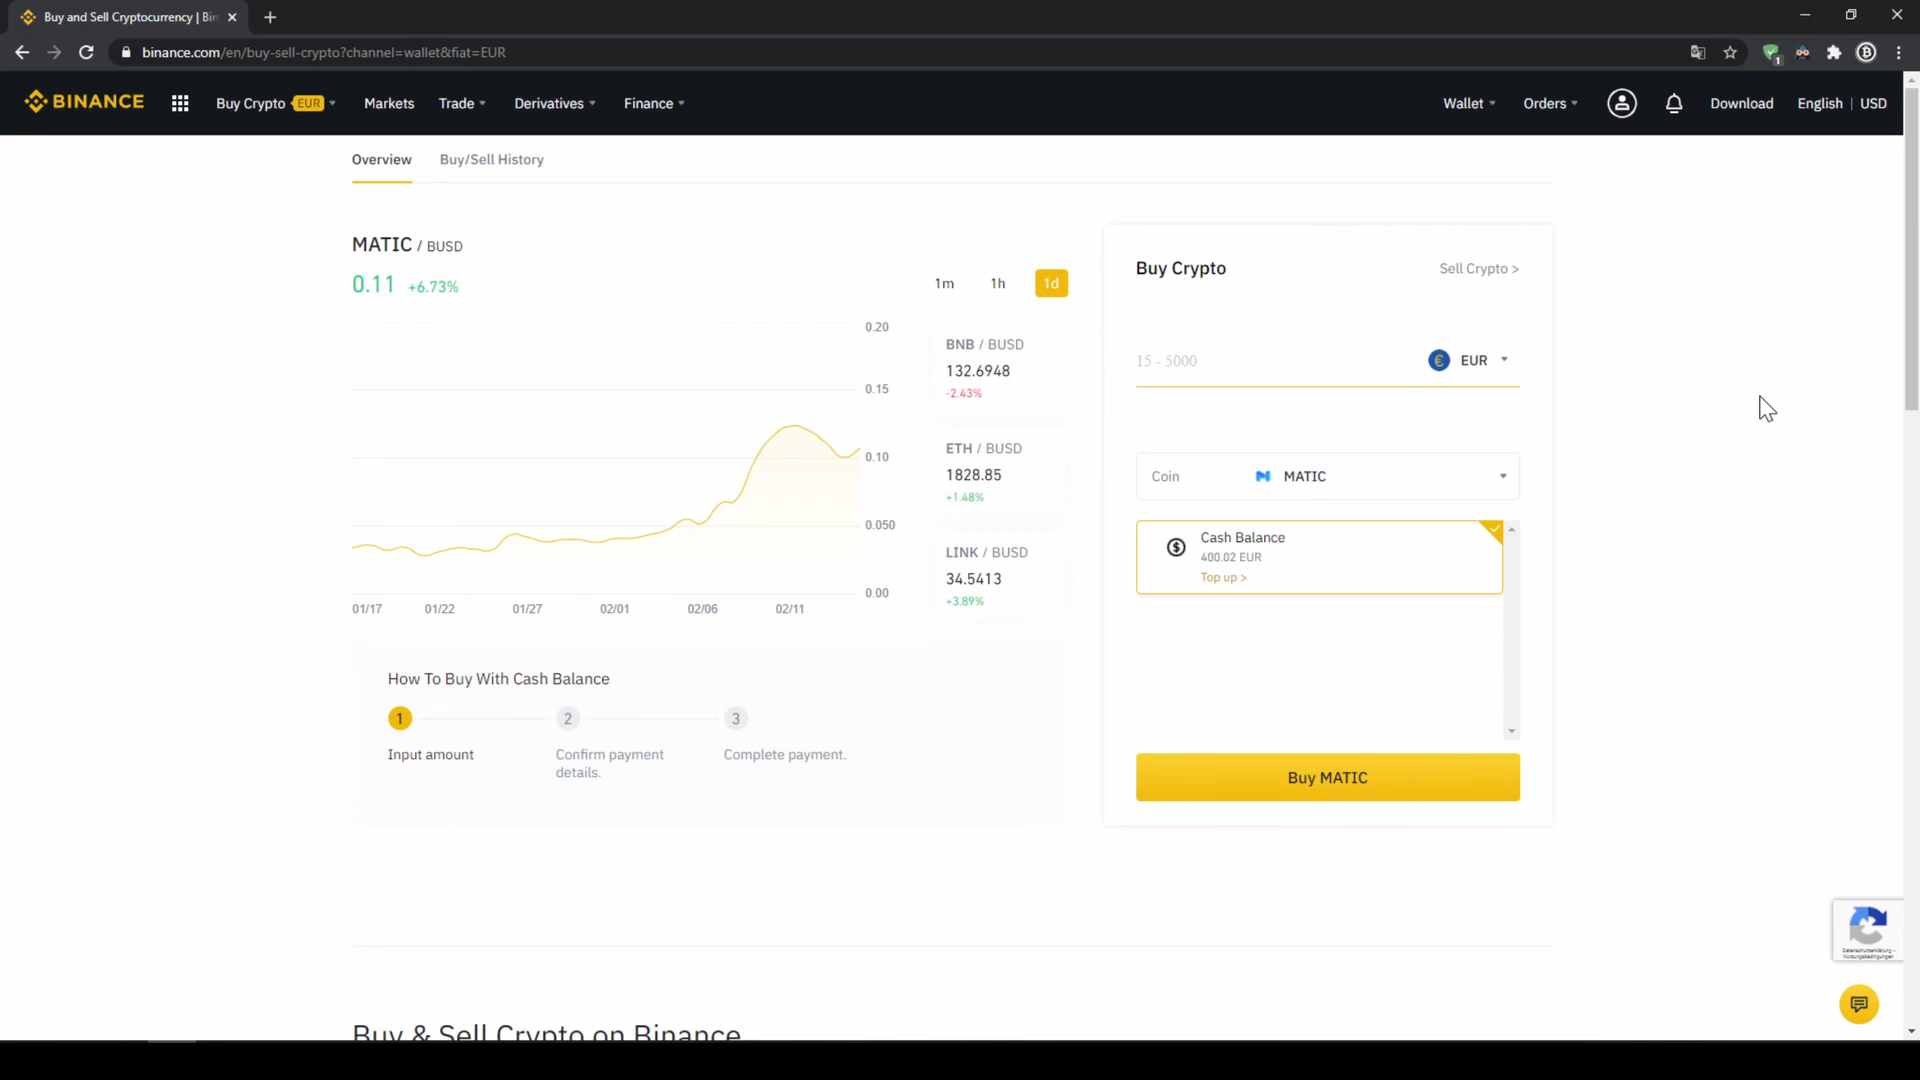 Buy and Sell Cryptocurrency | Bin
binance.com/en/buy-sell-crypto?channel=wallet&fiat=EUR
1
BINANCE
Buy Crypto EUR
Markets
Trade
Derivatives
Finance
Wallet
Orders
Download
English | USD
Overview
Buy/Sell History
MATIC / BUSD
0.11 +6.73%
1m 1h 1d
0.20
0.15
0.10
0.050
0.00
01/17 01/22 01/27 02/01 02/06 02/11
BNB / BUSD
132.6948
-2.43%
ETH / BUSD
1828.85
+1.48%
LINK / BUSD
34.5413
+3.89%
How To Buy With Cash Balance
1 2 3
Input amount
Confirm payment
details.
Complete payment.
Buy Crypto
Sell Crypto >
15 - 5000
EUR
Coin MATIC
Cash Balance
400.02 EUR
Top up >
Buy MATIC
Datenschutzerklärung -
Nutzungsbedingungen
Buy & Sell Crypto on Binance